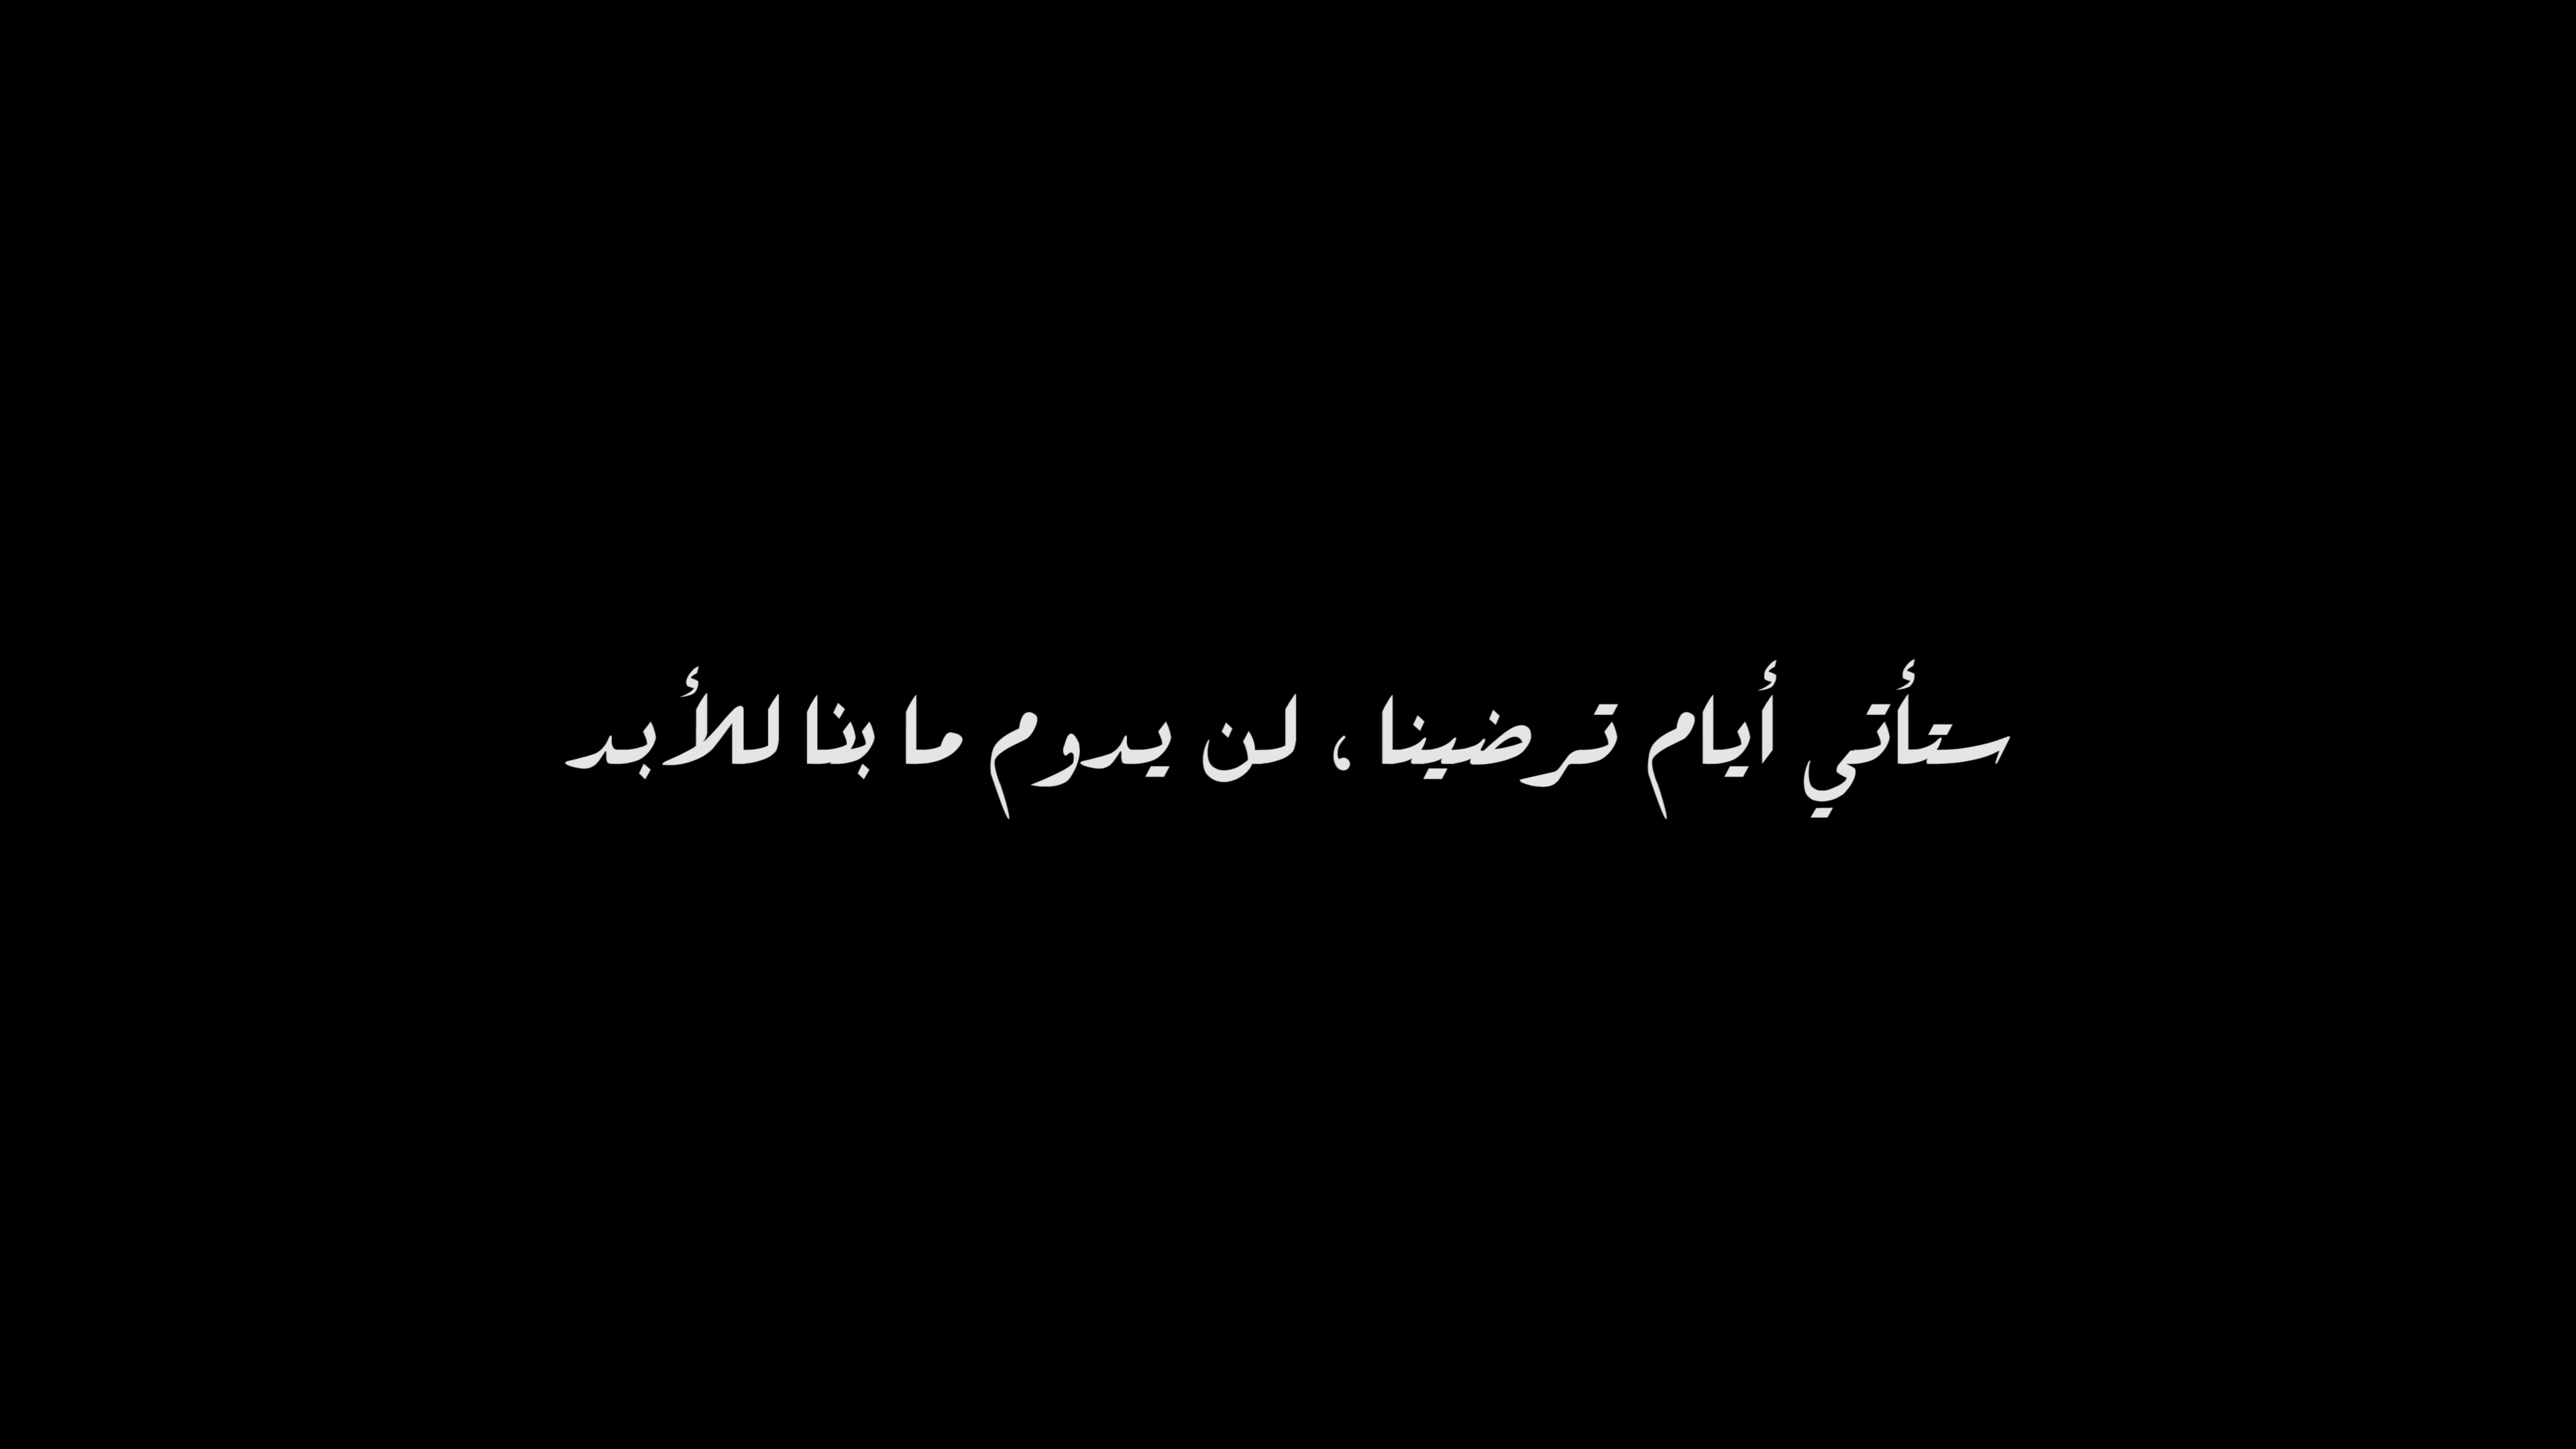 ستأتي أيام ترضينا ، لن يدوم ما بنا للأبد